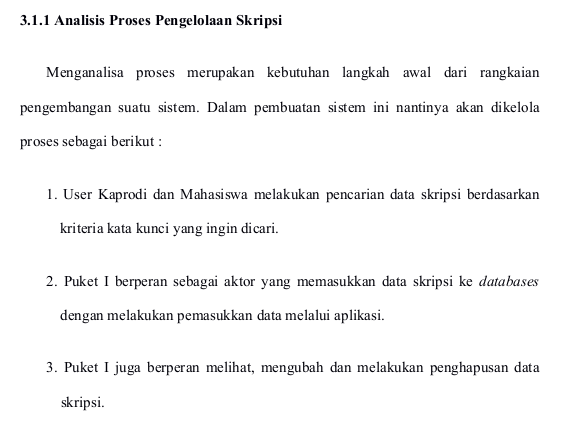 3.1.1 Analisis Proses Pengelolaan Skripsi
Menganalisa proses merupakan kebutuhan langkah awal dari rangkaian
pengembangan suatu sistem. Dalam pembuatan sistem ini nantinya akan dikelola
proses sebagai berikut :
1. User Kaprodi dan Mahasiswa melakukan pencarian data skripsi berdasarkan
kriteria kata kunci yang ingin dicari.
2. Puket I berperan sebagai aktor yang memasukkan data skripsi ke databases
dengan melakukan pemasukkan data melalui aplikasi.
3. Puket I juga berperan melihat, mengubah dan melakukan penghapusan data
skripsi.